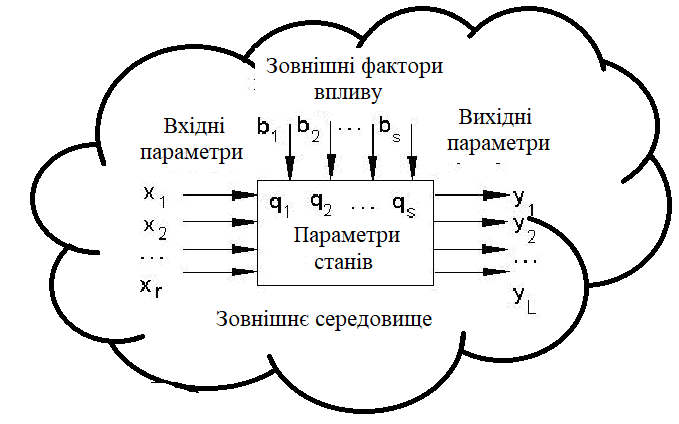 Зовнішні фактори
впливу
Вхідні
параметри
Вихідні
параметри
b1 b2 ... bs
x1
x2
...
xr
q1 q2 ... qs
Параметри
станів
y1
y2
...
yL
Зовнішнє середовище